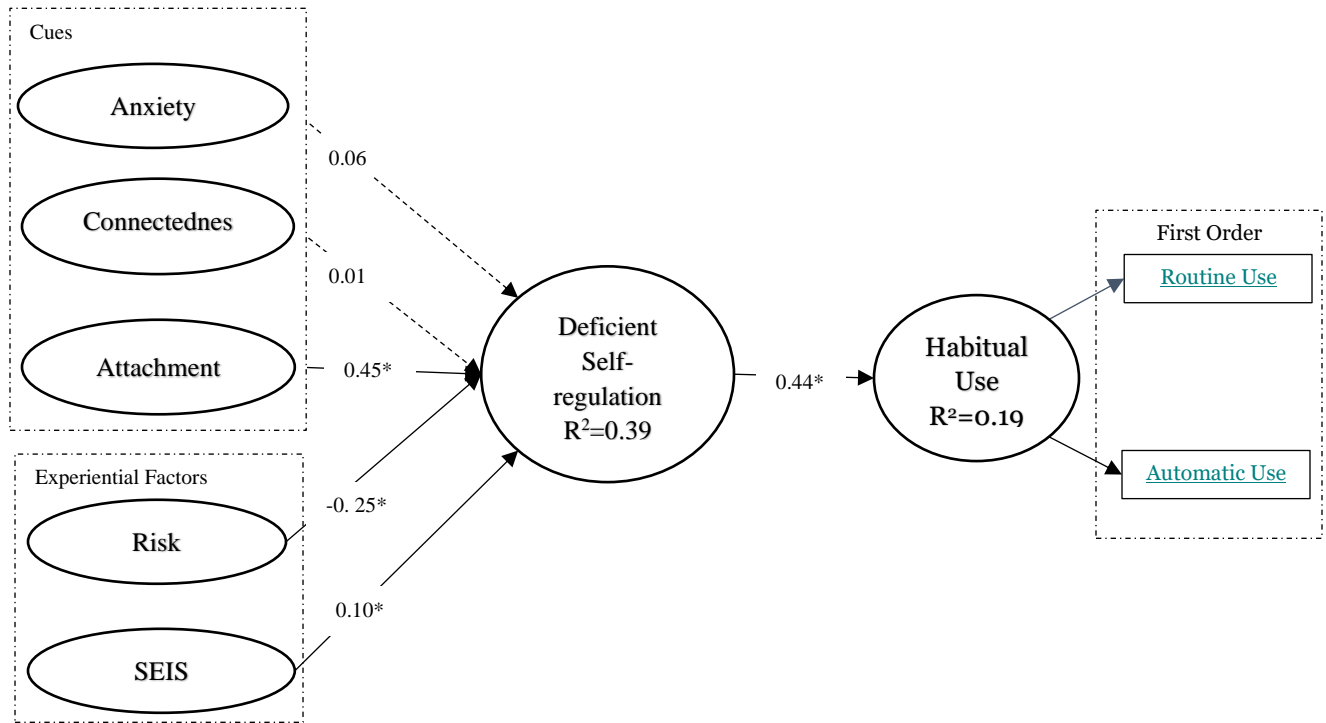 Cues
Anxiety
0.06
Connectednes
0.01
Attachment
0.45*
Deficient
Self-
regulation
R²=0.39
0.44*
Habitual
Use
R²=0.19
First Order
Routine Use
Automatic Use
Experiential Factors
Risk
-0. 25*
SEIS
0.10*